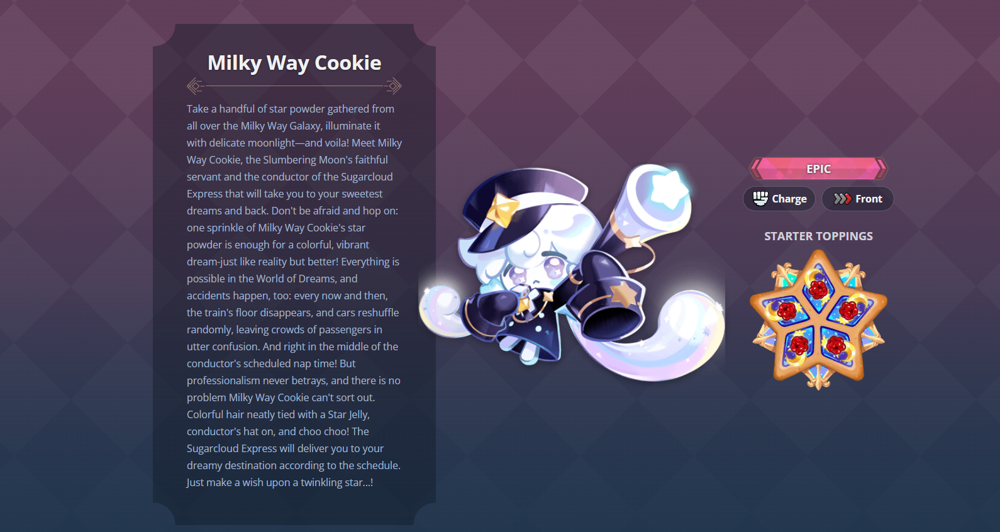 Milky Way Cookie
Take a handful of star powder gathered from
all over the Milky Way Galaxy, illuminate it
with delicate moonlight—and voila! Meet Milky
Way Cookie, the Slumbering Moon's faithful
servant and the conductor of the Sugarcloud
Express that will take you to your sweetest
dreams and back. Don't be afraid and hop on:
one sprinkle of Milky Way Cookie's star
powder is enough for a colorful, vibrant
dream-just like reality but better! Everything is
possible in the World of Dreams, and
accidents happen, too: every now and then,
the train's floor disappears, and cars reshuffle
randomly, leaving crowds of passengers in
utter confusion. And right in the middle of the
conductor's scheduled nap time! But
professionalism never betrays, and there is no
problem Milky Way Cookie can't sort out.
Colorful hair neatly tied with a Star Jelly,
conductor's hat on, and choo choo! The
Sugarcloud Express will deliver you to your
dreamy destination according to the schedule.
Just make a wish upon a twinkling star...!
EPIC
Charge
Front
STARTER TOPPINGS